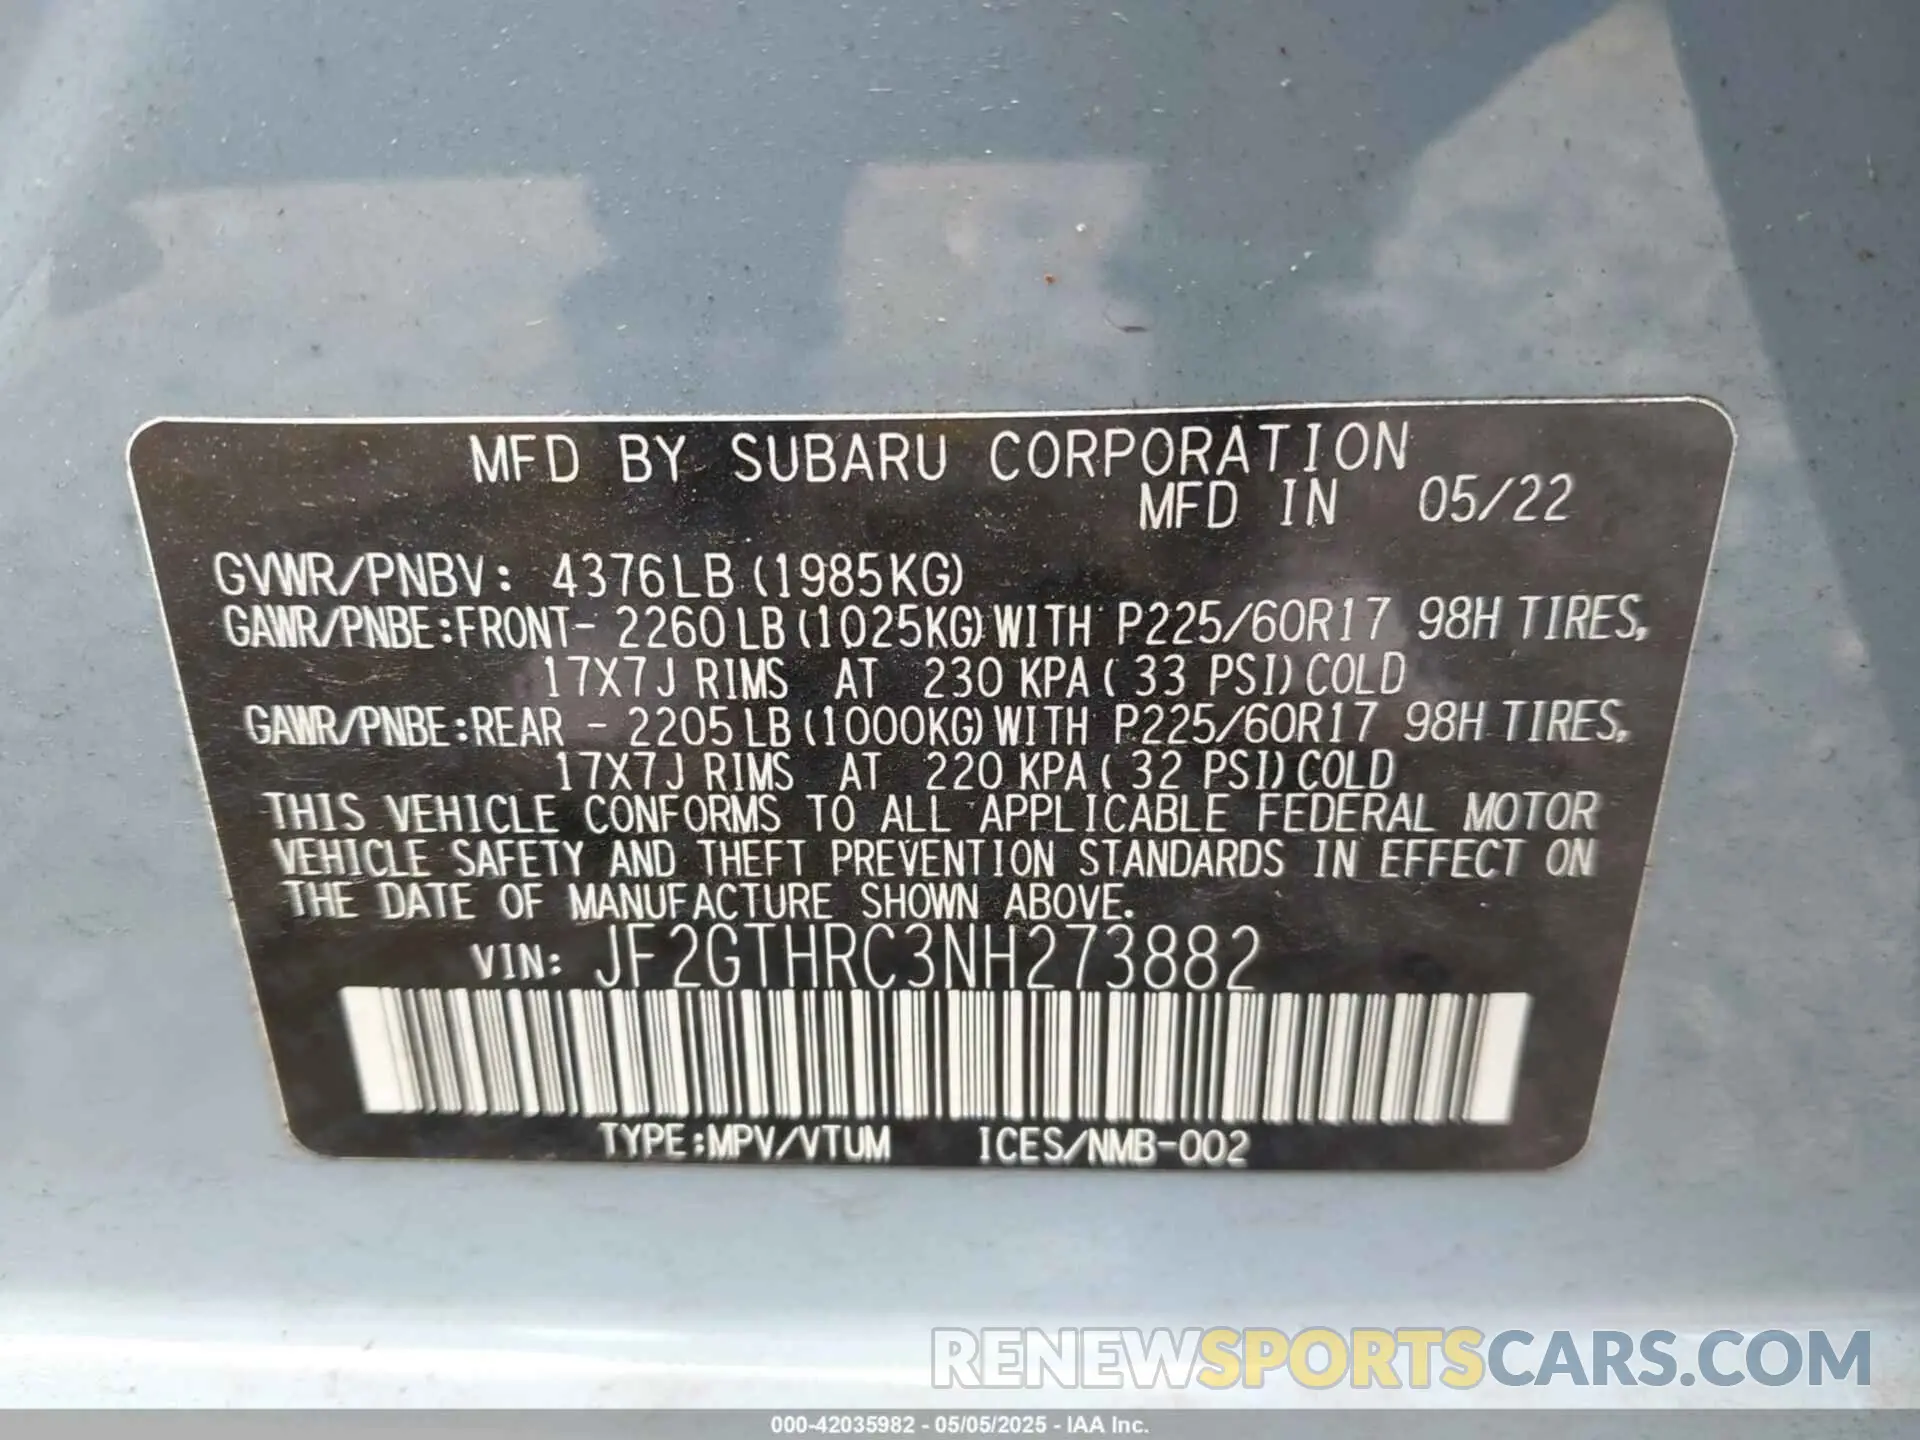 MFD BY SUBARU CORPORATION
MFD IN 05/22
GVWR/PNBV: 4376LB (1985KG)
GAWR/PNBE:FRONT- 2260LB (1025KG) WITH P225/60R17 98H TIRES,
17X7J RIMS AT 230 KPA ( 33 PSI) COLD
GAWR/PNBE:REAR - 2205LB (1000KG) WITH P225/60R17 98H TIRES,
17X7J RIMS AT 220 KPA ( 32 PSI) COLD
THIS VEHICLE CONFORMS TO ALL APPLICABLE FEDERAL MOTOR
VEHICLE SAFETY AND THEFT PREVENTION STANDARDS IN EFFECT ON
THE DATE OF MANUFACTURE SHOWN ABOVE.
VIN: JF2GTHRC3NH273882
TYPE:MPV/VTUM ICES/NMB-002
RENEWSPORTSCARS.COM
000-42035982 - 05/05/2025 - IAA Inc.